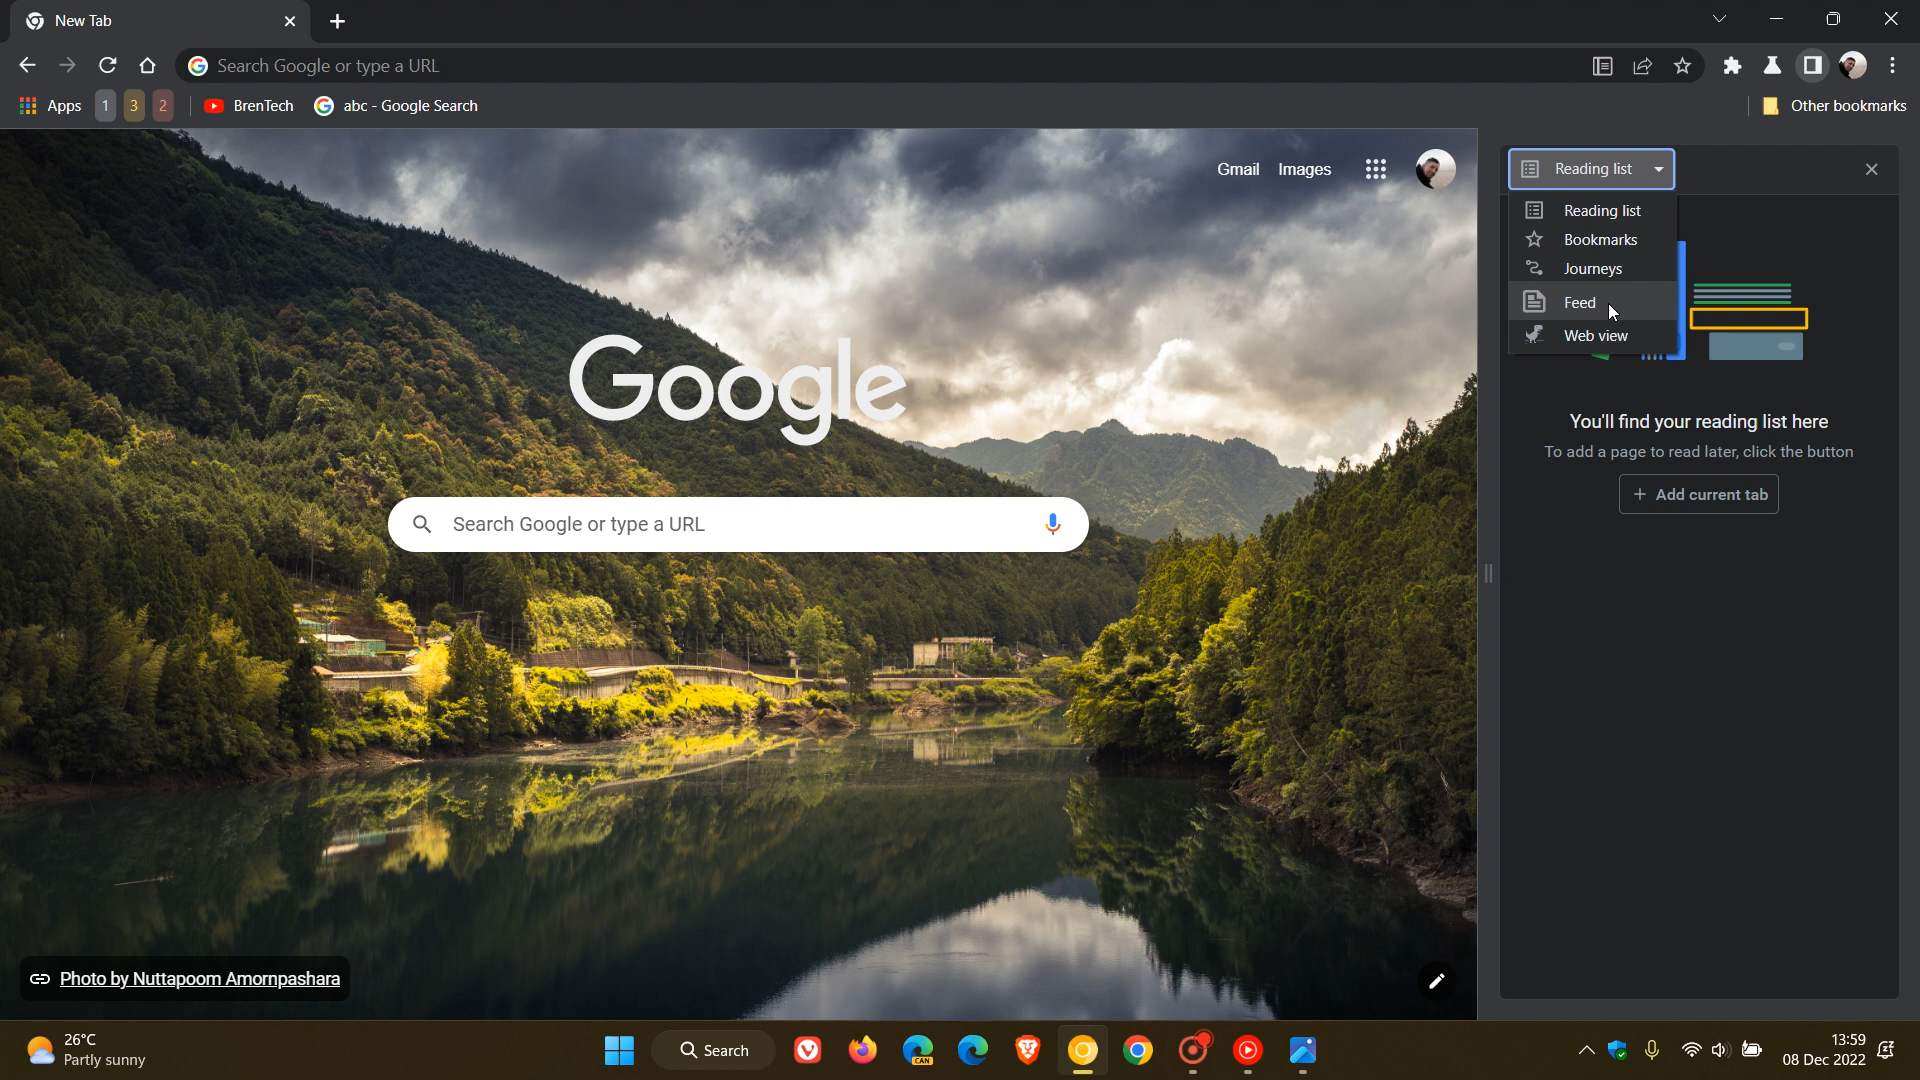 New Tab
Search Google or type a URL
Apps 1 3 2 BrenTech abc - Google Search Other bookmarks
Gmail Images
Reading list
Reading list
Bookmarks
Journeys
Feed
Web view
Google
Search Google or type a URL
You'll find your reading list here
To add a page to read later, click the button
Add current tab
Photo by Nuttapoom Amornpashara
26°C
Partly sunny
Search
CAN
13:59
08 Dec 2022